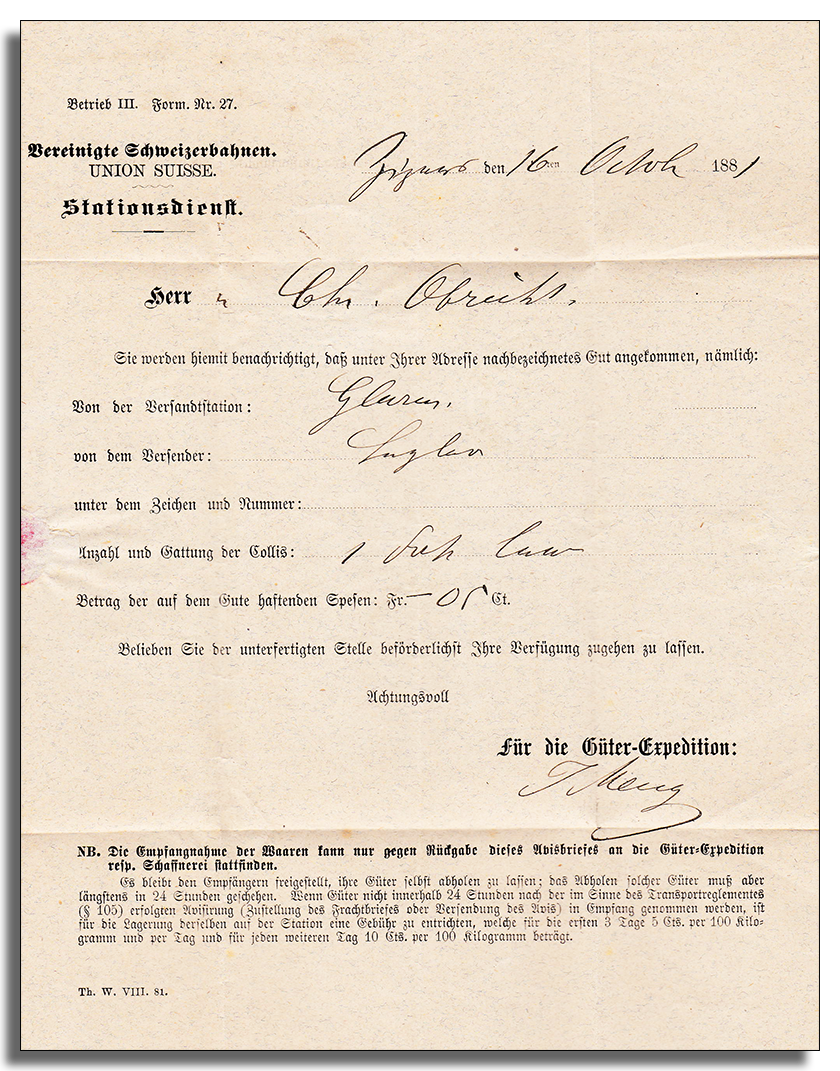 Betrieb III. Form. Nr. 27.
Vereinigte Schweizerbahnen.
UNION SUISSE.
Stationsdienst.
Zizers den 16ten Octob 1881
Herr n Chr. Obrecht.
Sie werden hiemit benachrichtigt, daß unter Ihrer Adresse nachbezeichnetes Gut angekommen, nämlich:
Von der Versandtstation: Glarus.
von dem Versender:
unter dem Zeichen und Nummer:
Anzahl und Gattung der Collis: 1
Betrag der auf dem Gute haftenden Spesen: Fr. — 05 Ct.
Belieben Sie der unterfertigten Stelle beförderlichst Ihre Verfügung zugehen zu lassen.
Achtungsvoll
Für die Güter-Expedition:
J Meng
NB. Die Empfangnahme der Waaren kann nur gegen Rückgabe dieses Avisbriefes an die Güter-Expedition
resp. Schaffnerei stattfinden.
Es bleibt den Empfängern freigestellt, ihre Güter selbst abholen zu lassen; das Abholen solcher Güter muß aber
längstens in 24 Stunden geschehen. Wenn Güter nicht innerhalb 24 Stunden nach der im Sinne des Transportreglementes
(§ 105) erfolgten Avisirung (Zustellung des Frachtbriefes oder Versendung des Avis) in Empfang genommen werden, ist
für die Lagerung derselben auf der Station eine Gebühr zu entrichten, welche für die ersten 3 Tage 5 Cts. per 100 Kilo-
gramm und per Tag und für jeden weiteren Tag 10 Cts. per 100 Kilogramm beträgt.
Th. W. VIII. 81.